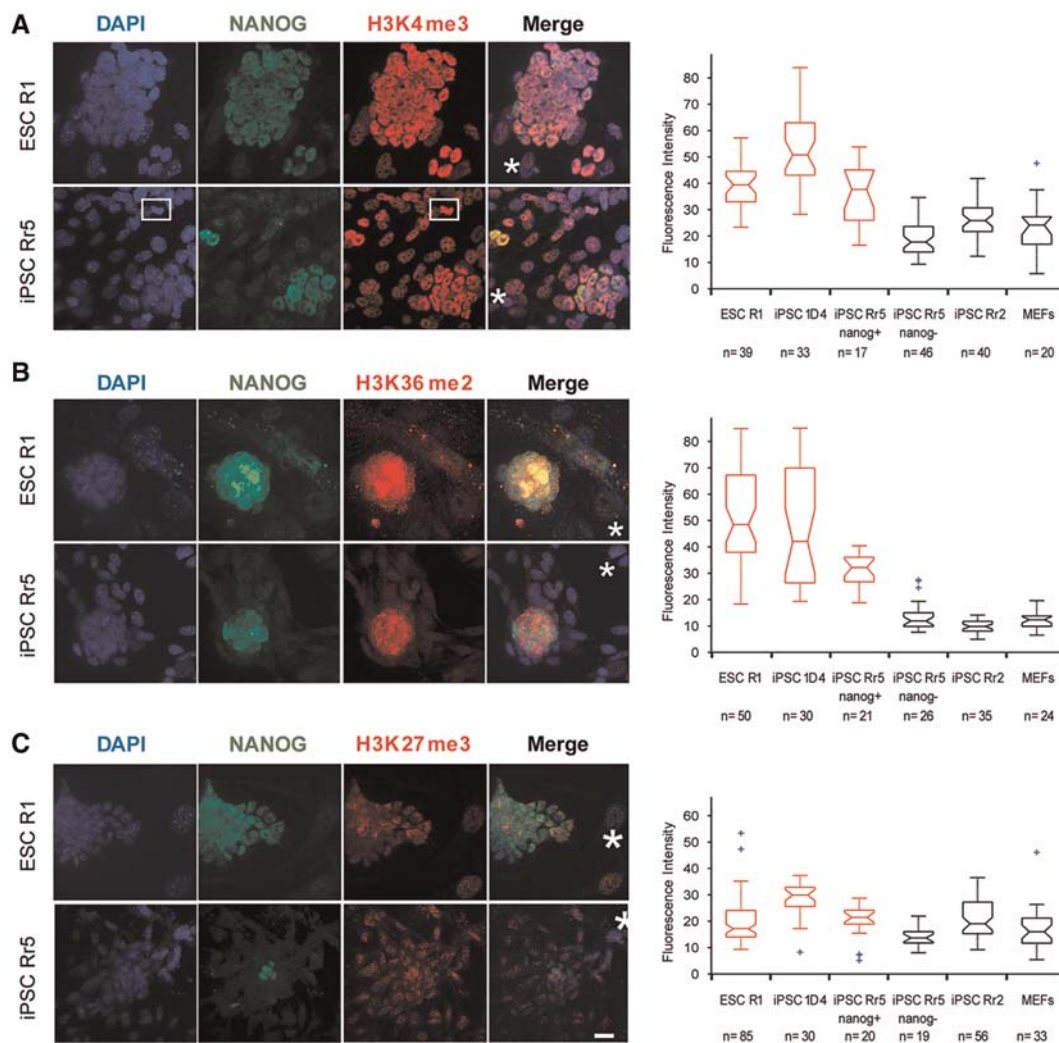 A
DAPI NANOG H3K4 me3 Merge
ESC R1
*
iPSC Rr5
*
Fluorescence Intensity
80
70
60
50
40
30
20
10
0
ESC R1 iPSC 1D4 iPSC Rr5 iPSC Rr5 iPSC Rr2 MEFs
nanog+ nanog-
n= 39 n= 33 n= 17 n= 46 n= 40 n= 20
B
DAPI NANOG H3K36 me2 Merge
ESC R1
*
iPSC Rr5
*
Fluorescence Intensity
90
80
70
60
50
40
30
20
10
0
ESC R1 iPSC 1D4 iPSC Rr5 iPSC Rr5 iPSC Rr2 MEFs
nanog+ nanog-
n= 50 n= 30 n= 21 n= 26 n= 35 n= 24
C
DAPI NANOG H3K27 me3 Merge
ESC R1
*
iPSC Rr5
*
Fluorescence Intensity
60
50
40
30
20
10
0
ESC R1 iPSC 1D4 iPSC Rr5 iPSC Rr5 iPSC Rr2 MEFs
nanog+ nanog-
n= 85 n= 30 n= 20 n= 19 n= 56 n= 33